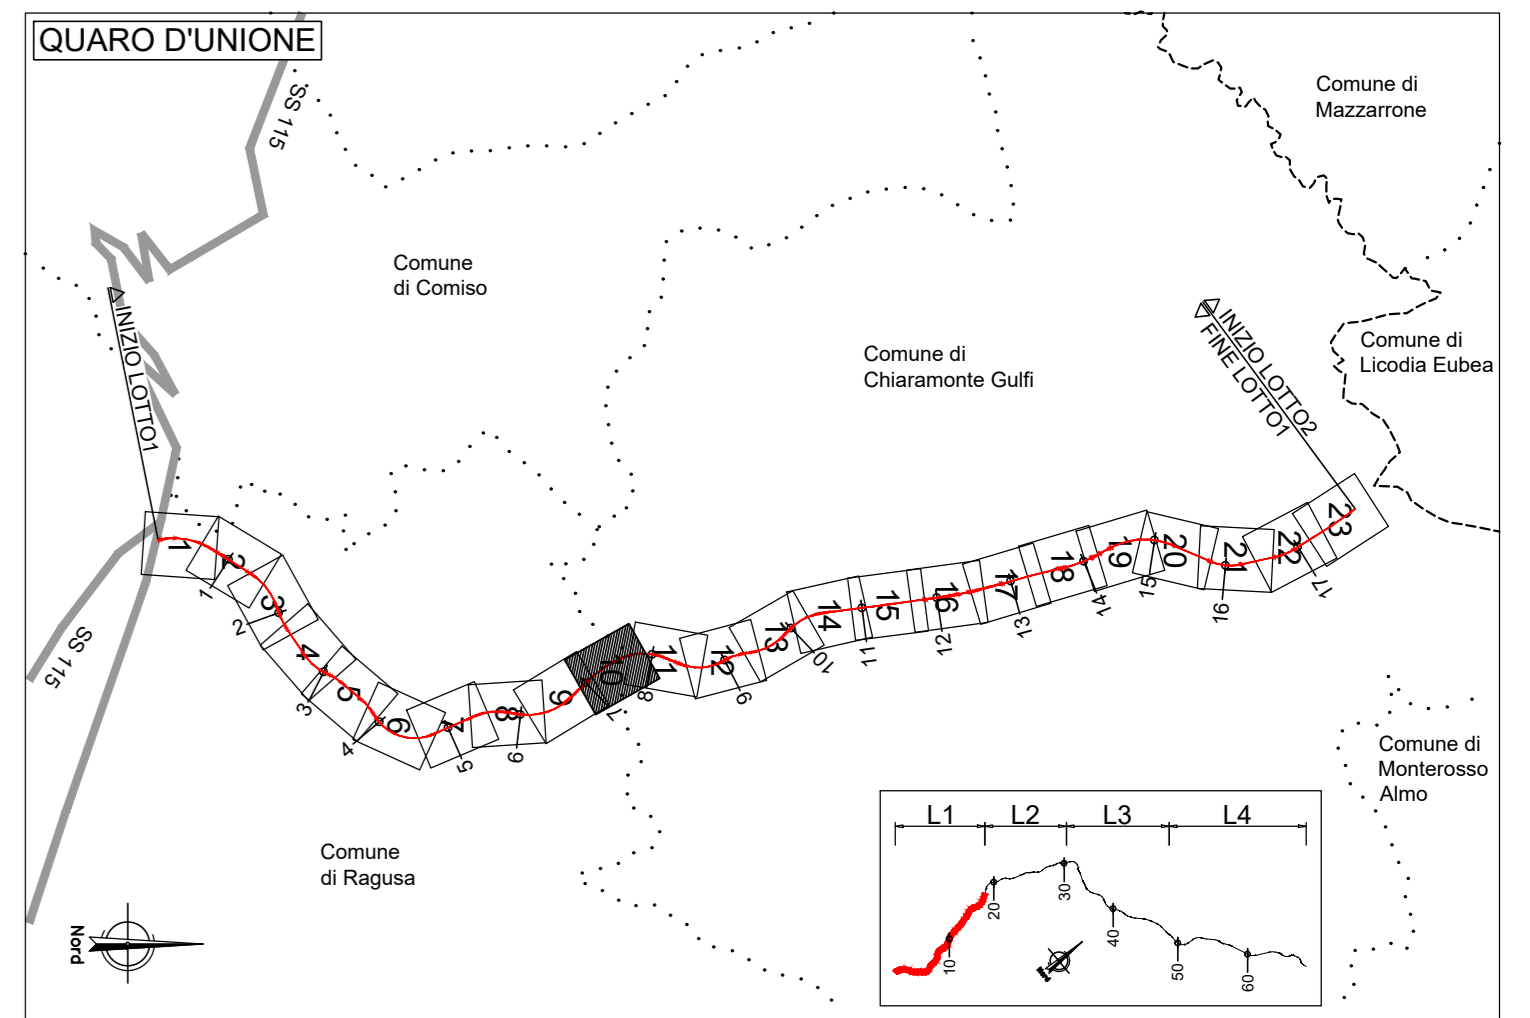 QUARO D'UNIONE
SS 115
Comune di
Mazzarrone
Comune
di Comiso
INIZIO LOTTO1
Comune di
Chiaramonte Gulfi
INIZIO LOTTO2
FINE LOTTO1
Comune di
Licodia Eubea
1
2
3
4
5
6
7
8
9
10
11
12
13
14
15
16
17
18
19
20
21
22
23
1
2
3
4
5
6
7
8
9
10
11
12
13
14
15
16
17
SS 115
Comune di
Monterosso
Almo
Comune
di Ragusa
Nord
L1 L2 L3 L4
10
20
30
40
50
60